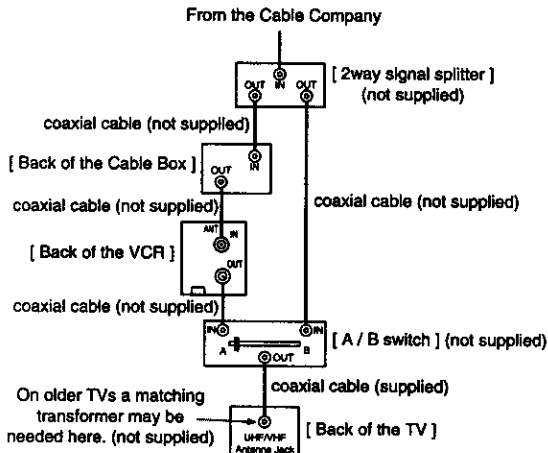 From the Cable Company
[ 2way signal splitter ]
(not supplied)
OUT IN OUT
coaxial cable (not supplied)
[ Back of the Cable Box ]
OUT IN
coaxial cable (not supplied)
coaxial cable (not supplied)
[ Back of the VCR ]
ANT IN
OUT
coaxial cable (not supplied)
IN A B IN
OUT
[ A / B switch ] (not supplied)
coaxial cable (supplied)
On older TVs a matching
transformer may be
needed here. (not supplied)
UHF/VHF
Antenna Jack
[ Back of the TV ]